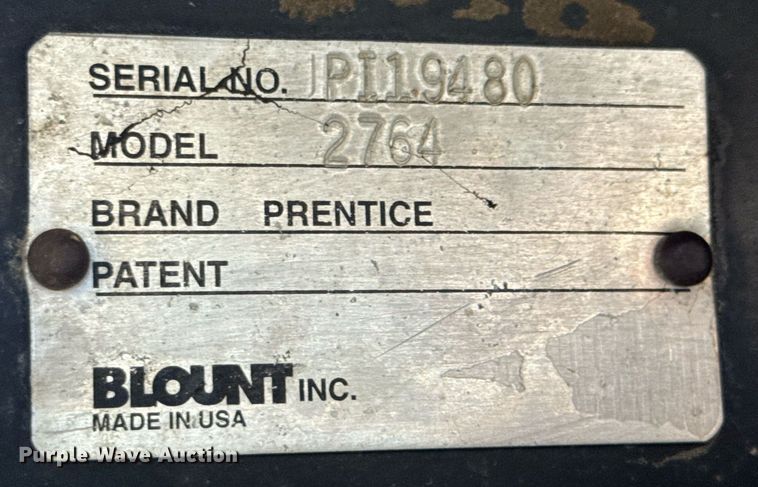 SERIAL NO. PI19480
MODEL 2764
BRAND PRENTICE
PATENT
BLOUNT INC.
MADE IN USA
Purple Wave Auction